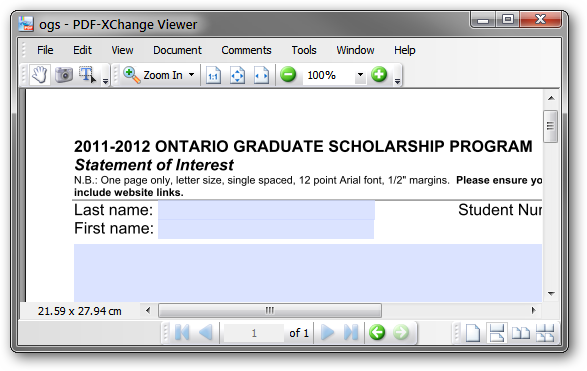 ogs - PDF-XChange Viewer
File Edit View Document Comments Tools Window Help
Zoom In 1:1 100%
2011-2012 ONTARIO GRADUATE SCHOLARSHIP PROGRAM
Statement of Interest
N.B.: One page only, letter size, single spaced, 12 point Arial font, 1/2" margins. Please ensure yo
include website links.
Last name: Student Nur
First name:
21.59 x 27.94 cm
1 of 1